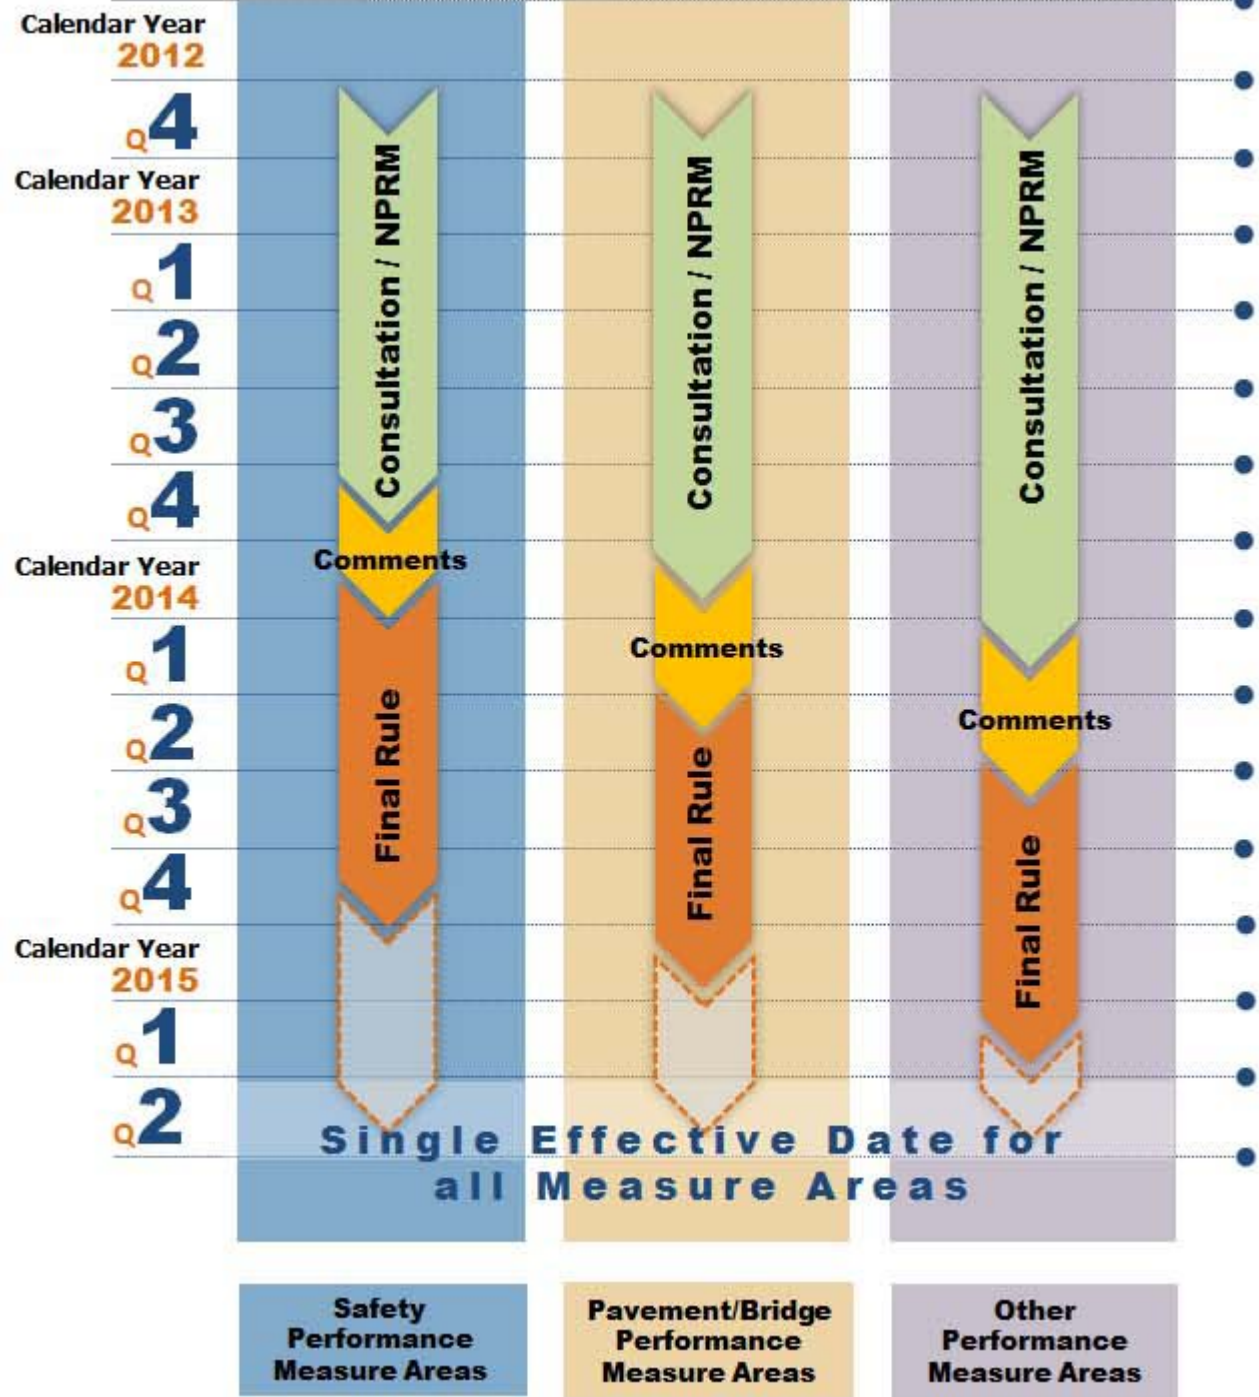 Calendar Year
2012
Q4
Calendar Year
2013
Q1
Q2
Q3
Q4
Calendar Year
2014
Q1
Q2
Q3
Q4
Calendar Year
2015
Q1
Q2
Consultation / NPRM
Comments
Final Rule
Consultation / NPRM
Comments
Final Rule
Consultation / NPRM
Comments
Final Rule
Single Effective Date for
all Measure Areas
Safety
Performance
Measure Areas
Pavement/Bridge
Performance
Measure Areas
Other
Performance
Measure Areas